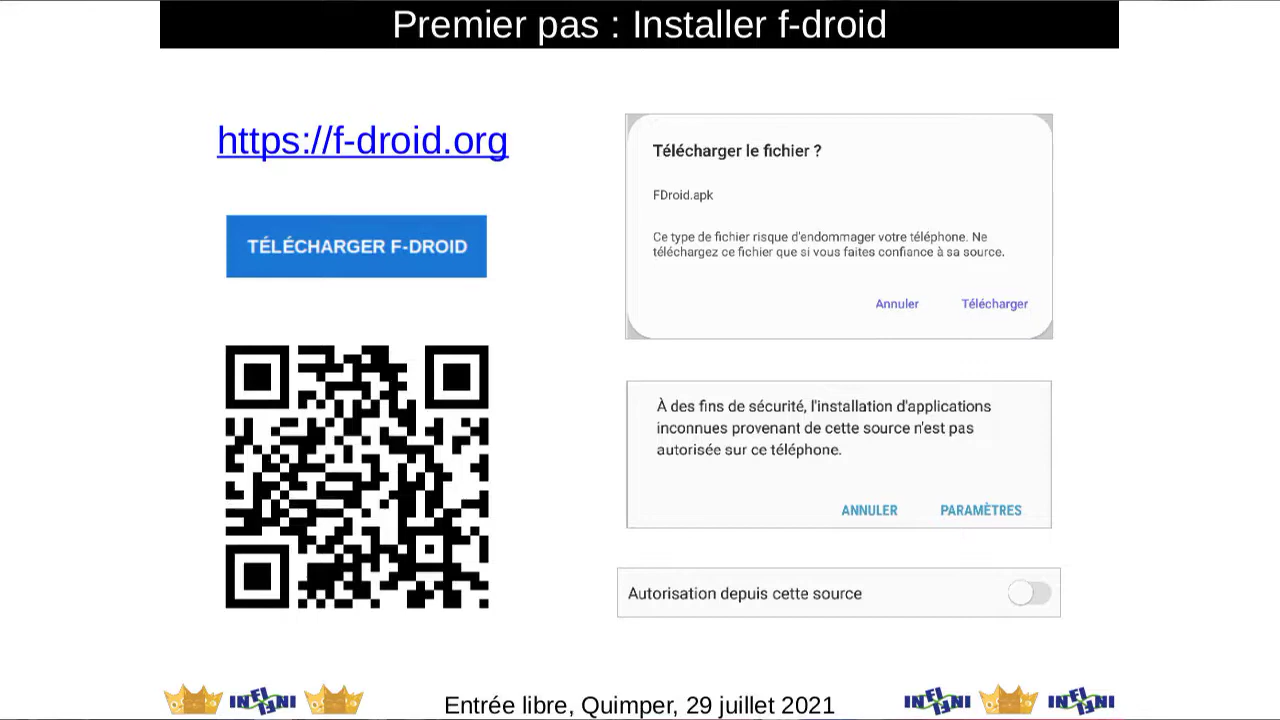 Premier pas : Installer f-droid
https://f-droid.org
TÉLÉCHARGER F-DROID
Télécharger le fichier ?
FDroid.apk
Ce type de fichier risque d'endommager votre téléphone. Ne
téléchargez ce fichier que si vous faites confiance à sa source.
Annuler Télécharger
À des fins de sécurité, l'installation d'applications
inconnues provenant de cette source n'est pas
autorisée sur ce téléphone.
ANNULER PARAMÈTRES
Autorisation depuis cette source
Entrée libre, Quimper, 29 juillet 2021